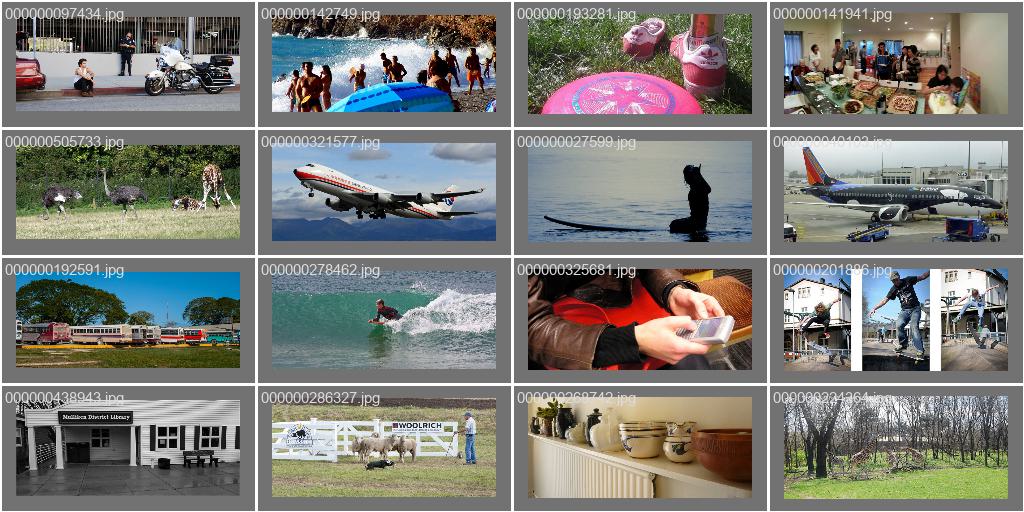 000000097434.jpg
000000142749.jpg
000000193281.jpg
000000141941.jpg
000000505733.jpg
000000321577.jpg
000000027599.jpg
000000192591.jpg
000000278462.jpg
000000325681.jpg
000000438943.jpg
Mulliken District Library
000000286327.jpg
WOOLRICH